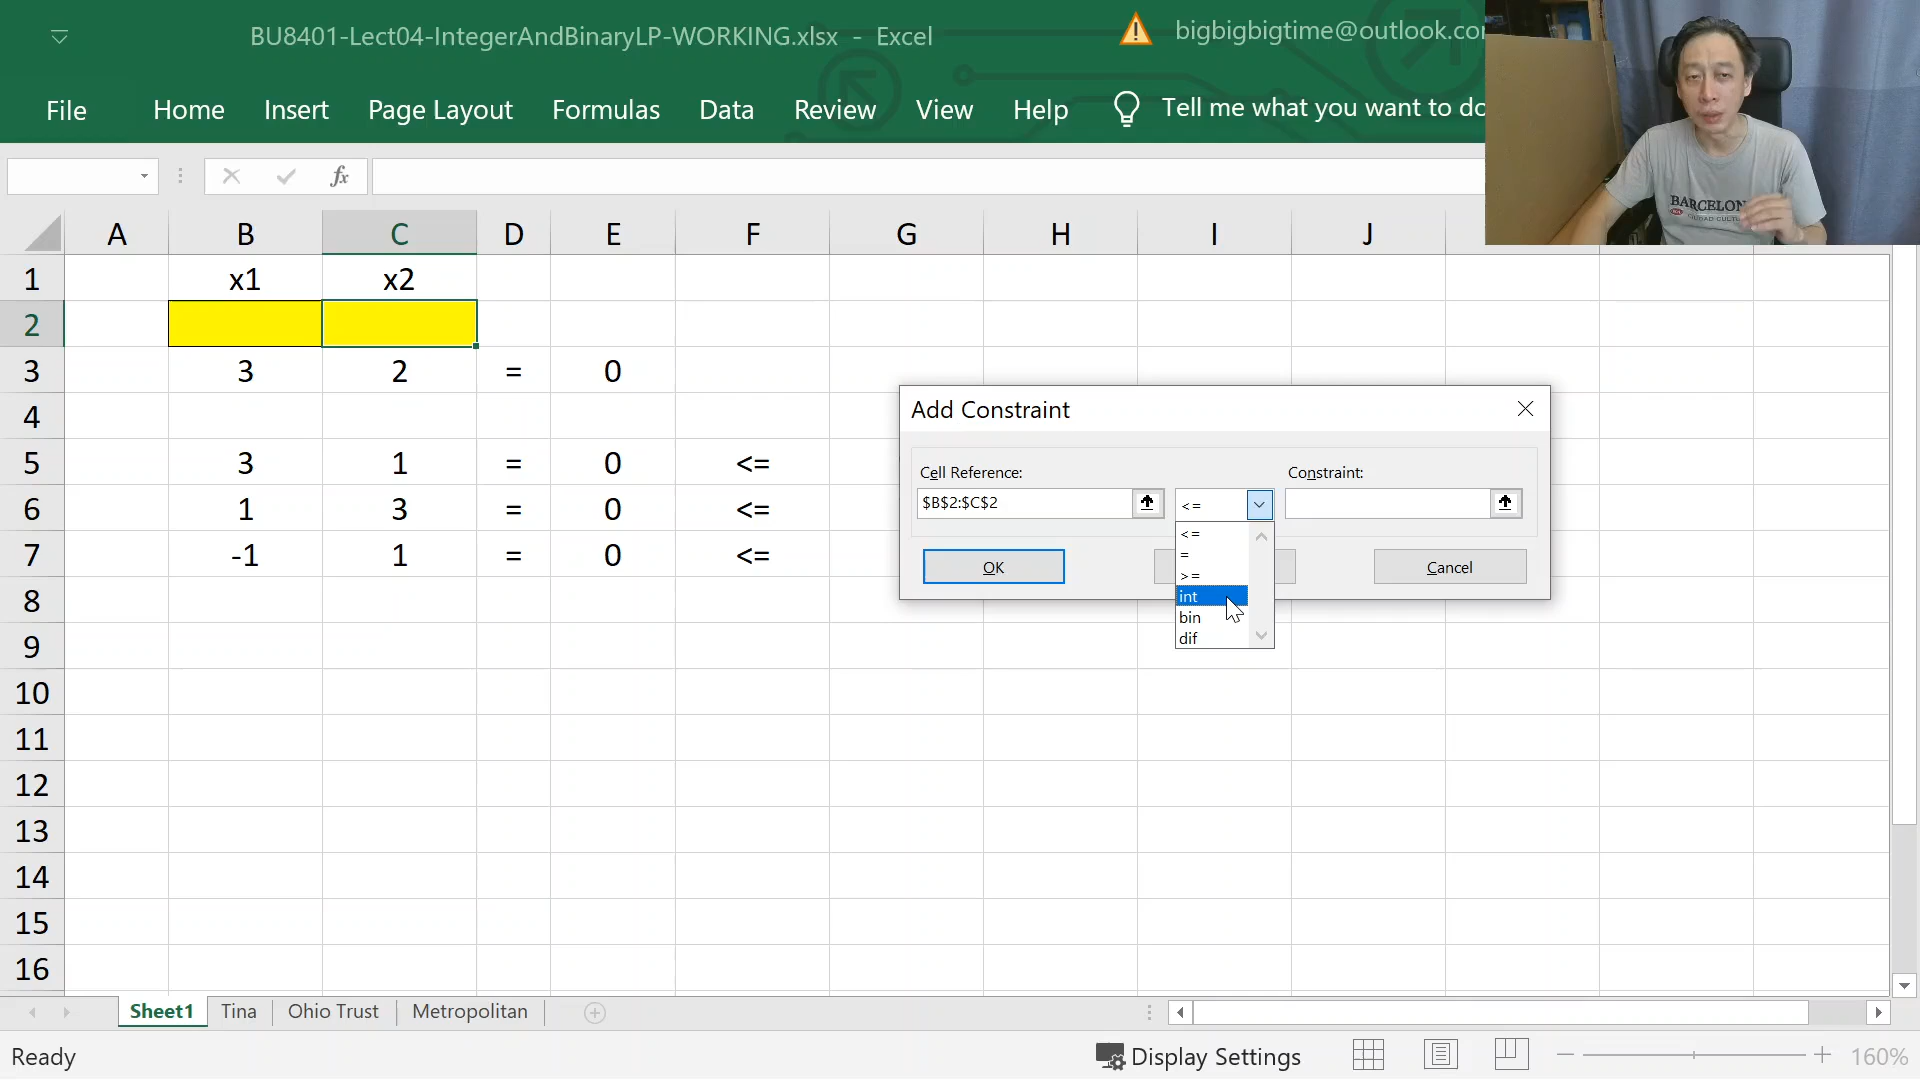 BU8401-Lect04-IntegerAndBinaryLP-WORKING.xlsx - Excel
bigbigbigtime@outlook.co
File Home Insert Page Layout Formulas Data Review View Help Tell me what you want to do
fx
A B C D E F G H I J
1 x1 x2
2
3 3 2 = 0
4
5 3 1 = 0 <=
6 1 3 = 0 <=
7 -1 1 = 0 <=
8
9
10
11
12
13
14
15
16
Add Constraint
Cell Reference: Constraint:
$B$2:$C$2 <=
<=
=
>=
int
bin
dif
OK Cancel
BARCELON
CIUDAD CULT
Sheet1 Tina Ohio Trust Metropolitan
Ready Display Settings 160%